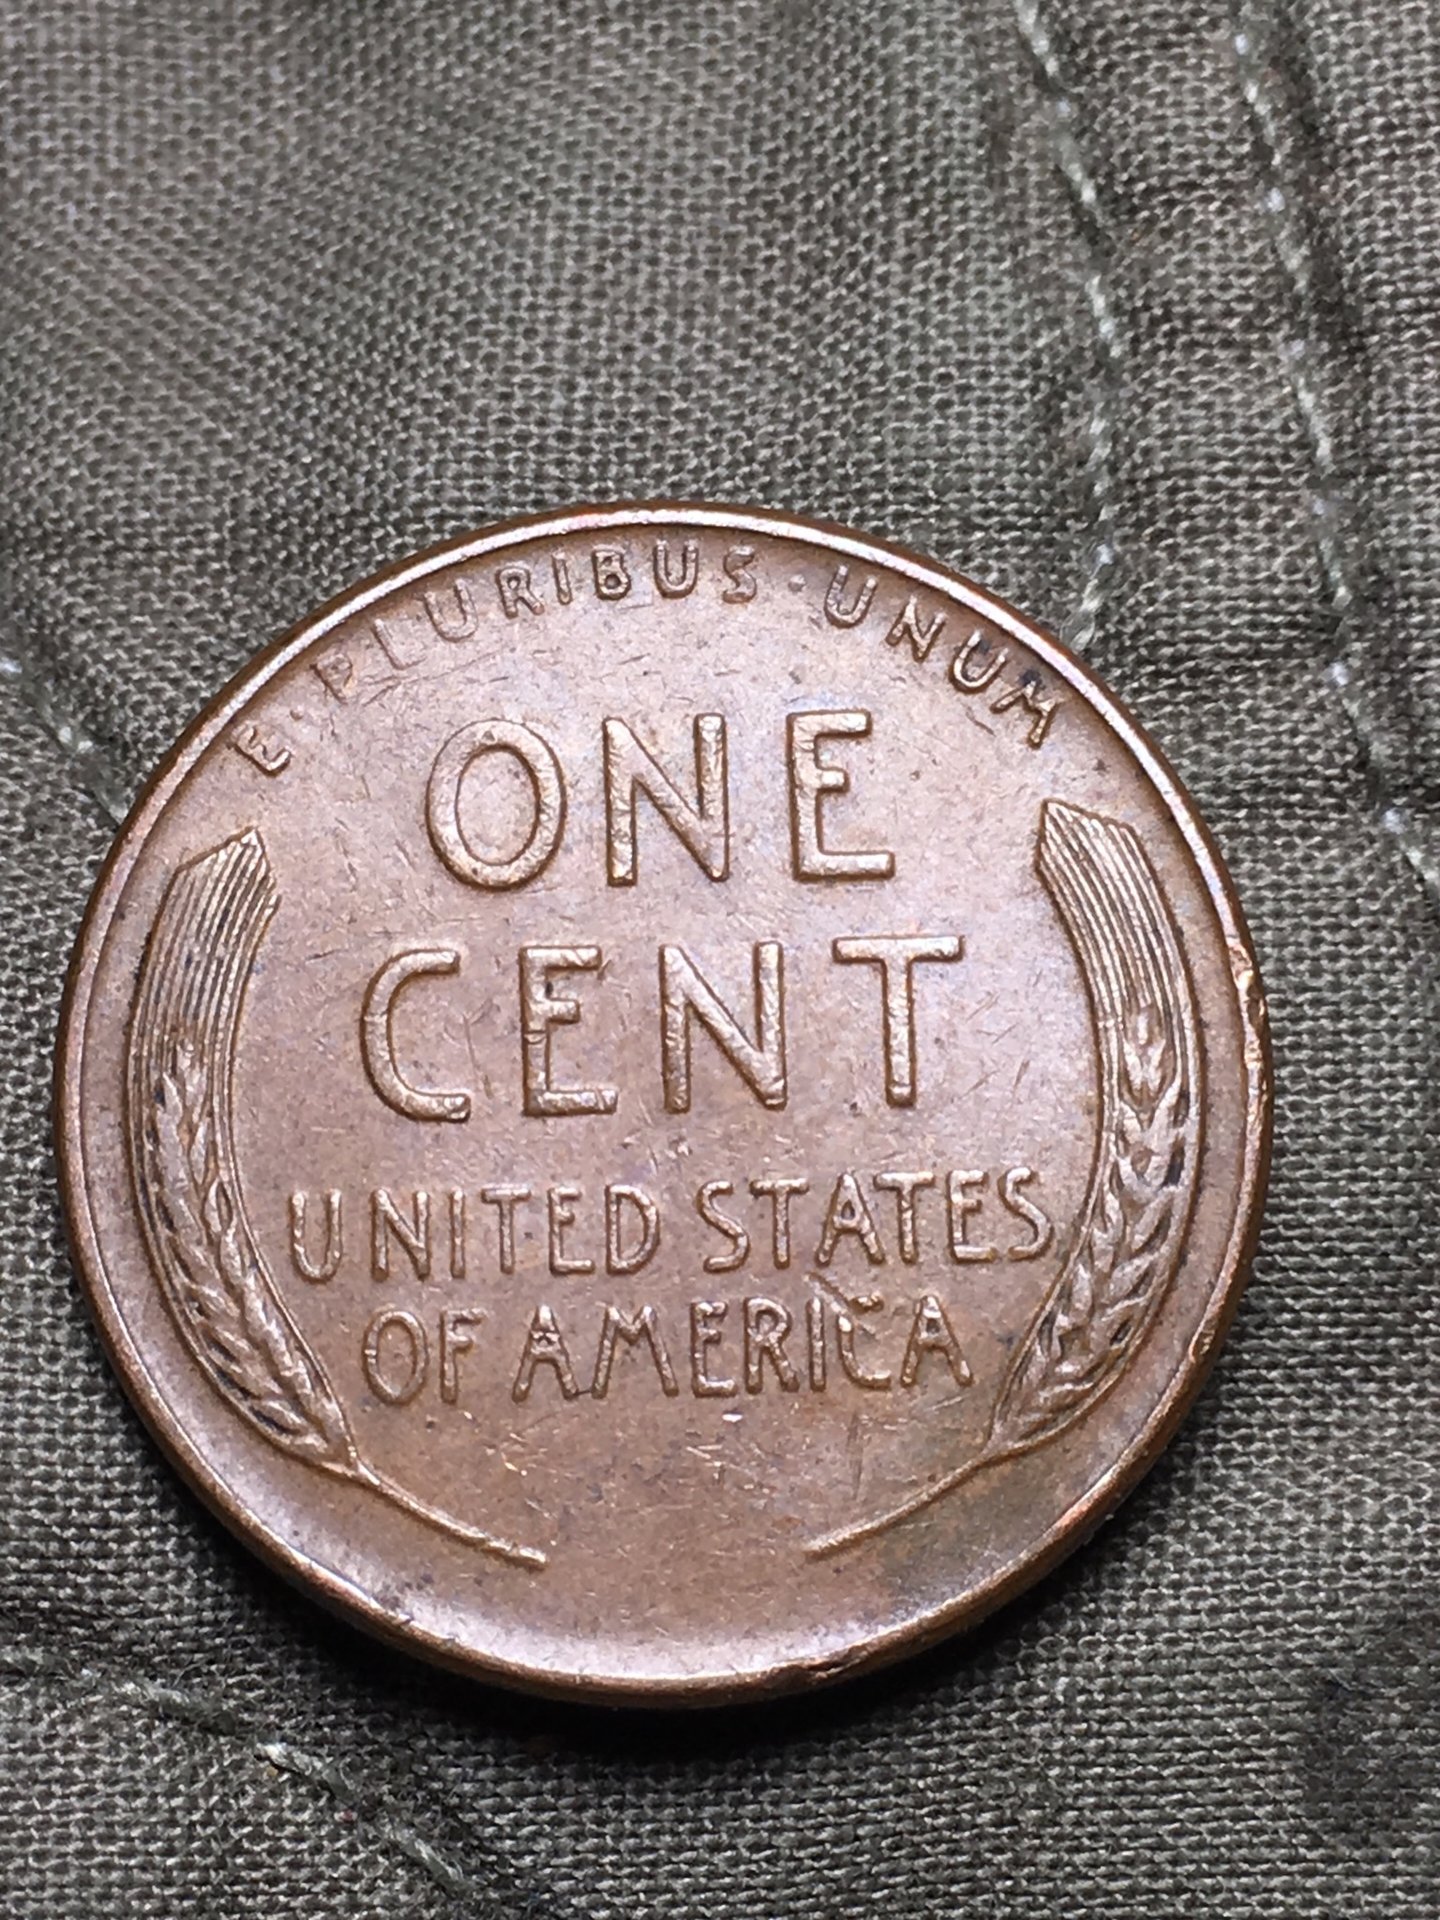 E·PLURIBUS·UNUM
ONE
CENT
UNITED STATES
OF AMERICA